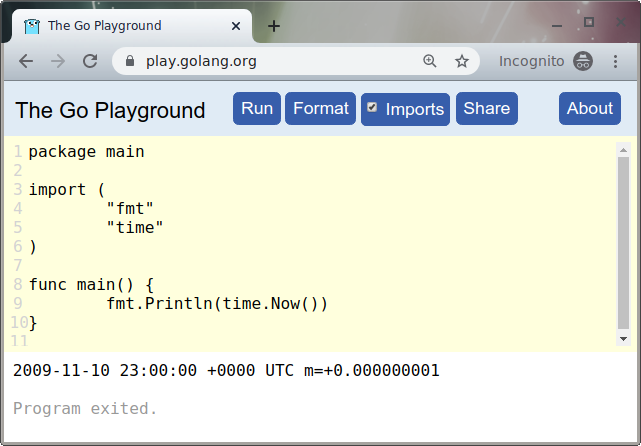 The Go Playground
play.golang.org
Incognito
The Go Playground
Run
Format
Imports
Share
About
1 package main
2
3 import (
4 "fmt"
5 "time"
6 )
7
8 func main() {
9 fmt.Println(time.Now())
10 }
11
2009-11-10 23:00:00 +0000 UTC m=+0.000000001
Program exited.